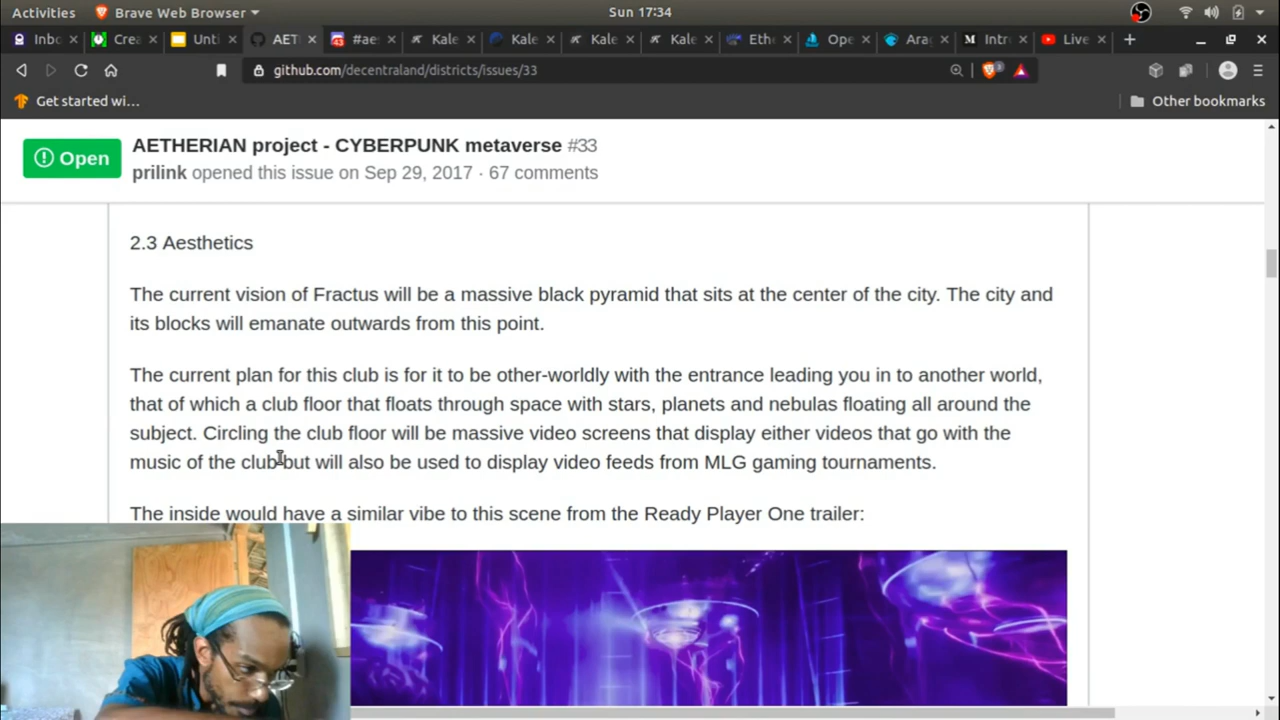 Activities Brave Web Browser Sun 17:34
Inb Crea Unti AET #ae Kale Kale Kale Kale Ethe Ope Arag Intr Live
github.com/decentraland/districts/issues/33
Get started wi... Other bookmarks
Open
AETHERIAN project - CYBERPUNK metaverse #33
prilink opened this issue on Sep 29, 2017 · 67 comments
2.3 Aesthetics
The current vision of Fractus will be a massive black pyramid that sits at the center of the city. The city and
its blocks will emanate outwards from this point.
The current plan for this club is for it to be other-worldly with the entrance leading you in to another world,
that of which a club floor that floats through space with stars, planets and nebulas floating all around the
subject. Circling the club floor will be massive video screens that display either videos that go with the
music of the club but will also be used to display video feeds from MLG gaming tournaments.
The inside would have a similar vibe to this scene from the Ready Player One trailer: